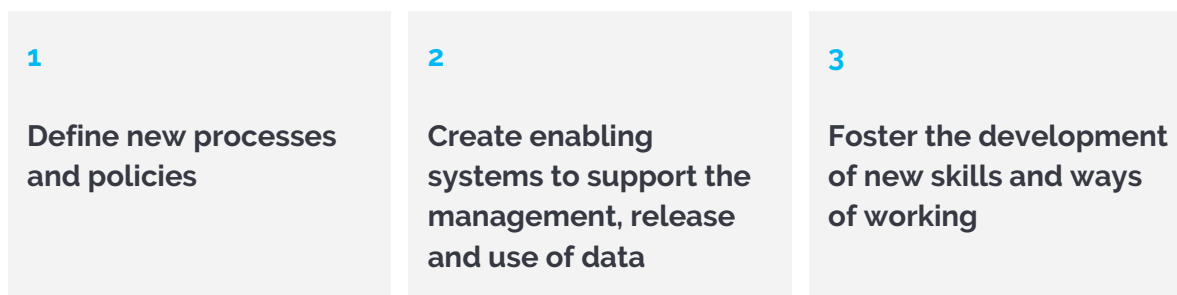 1
Define new processes
and policies
2
Create enabling
systems to support the
management, release
and use of data
3
Foster the development
of new skills and ways
of working